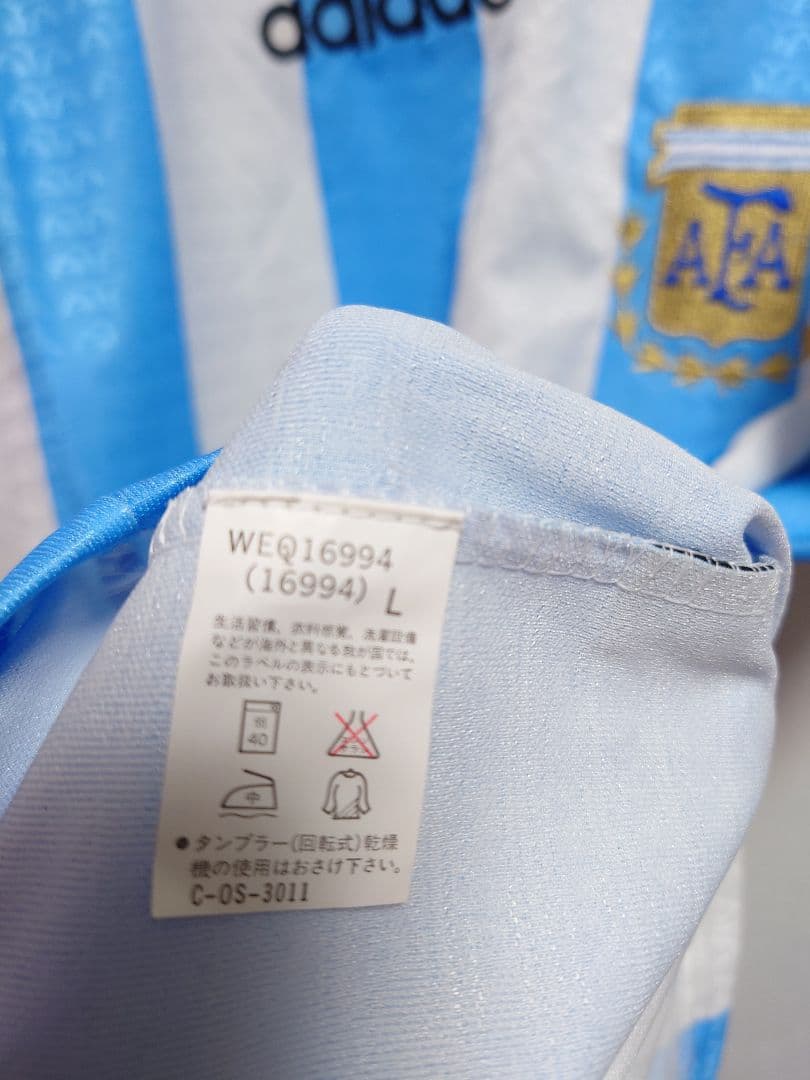 adidas
AFA
WEQ16994
(16994) L
生活習慣、衣料感覚、洗濯設備
などが海外と異なる我が国では、
このラベルの表示にもとづいて
お取扱い下さい。
40
中
●タンブラー(回転式)乾燥
機の使用はおさけ下さい。
C-OS-3011